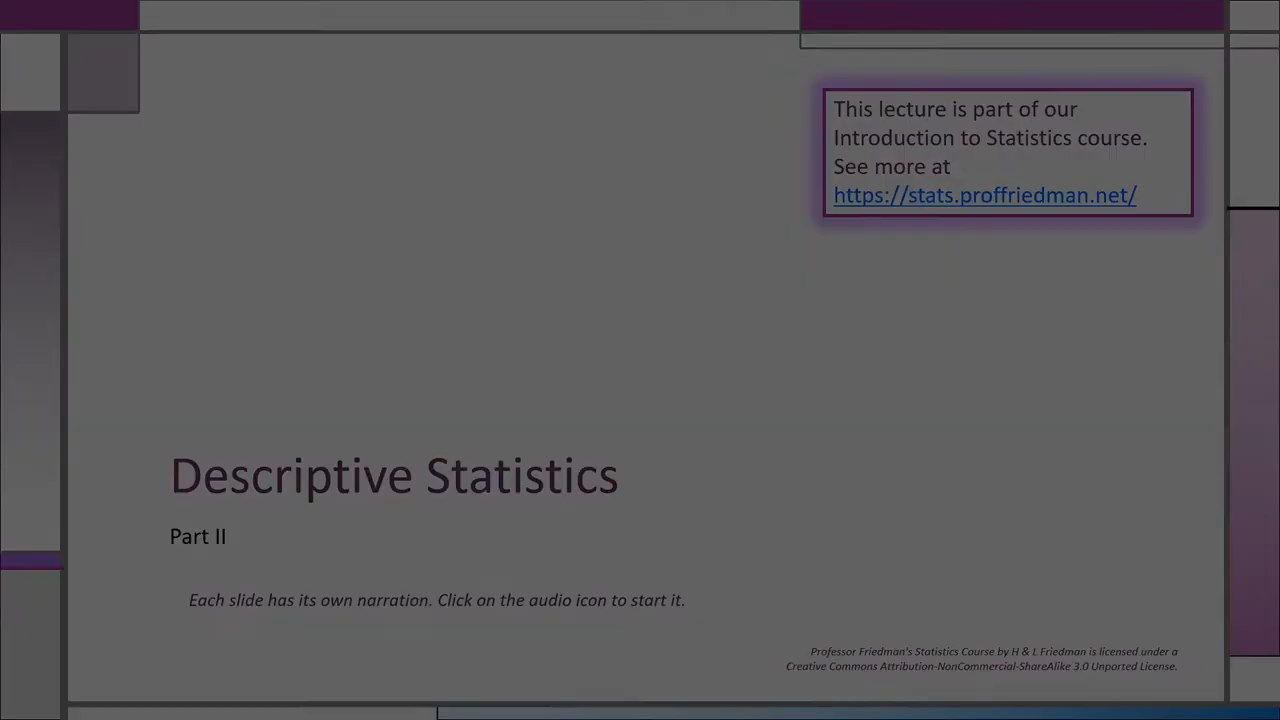 This lecture is part of our
Introduction to Statistics course.
See more at
https://stats.proffriedman.net/
Descriptive Statistics
Part II
Each slide has its own narration. Click on the audio icon to start it.
Professor Friedman's Statistics Course by H & L Friedman is licensed under a
Creative Commons Attribution-NonCommercial-ShareAlike 3.0 Unported License.